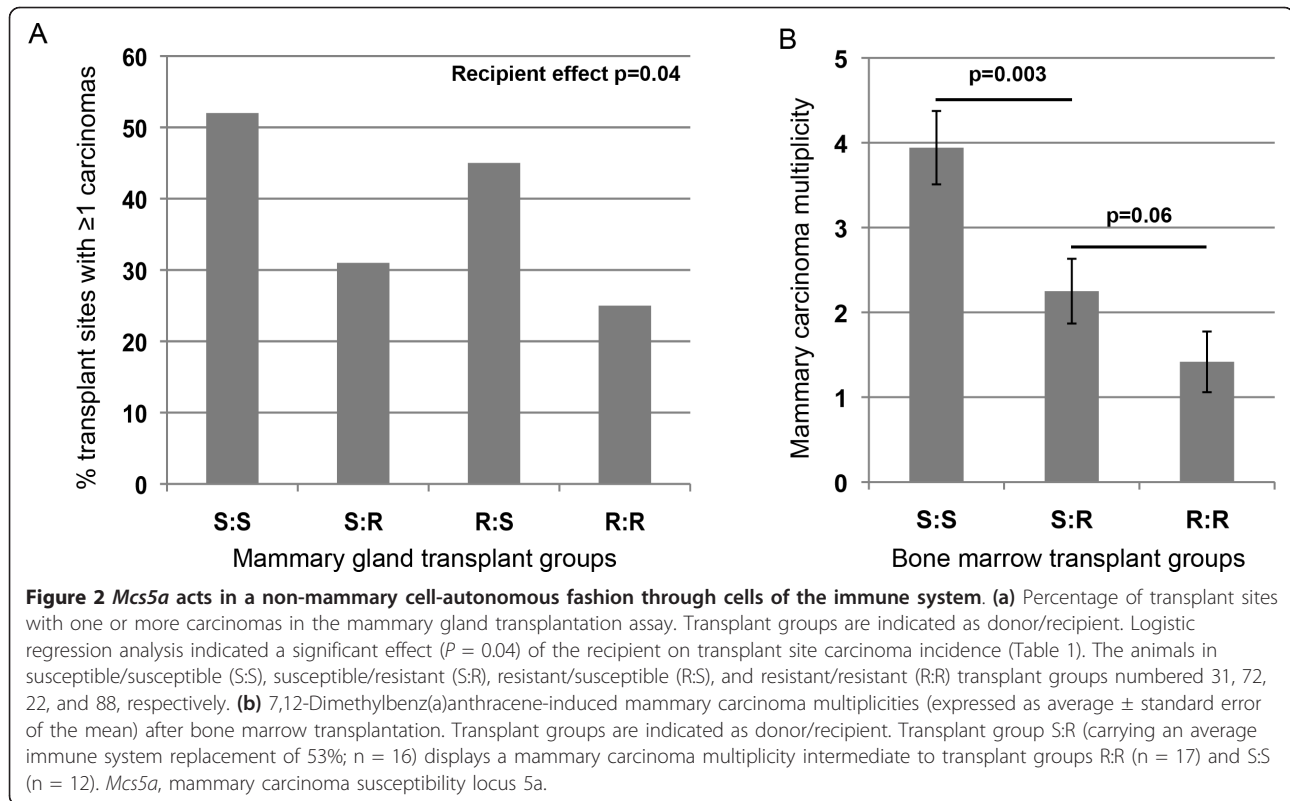 A
60
50
40
30
20
10
0
% transplant sites with ≥1 carcinomas
Recipient effect p=0.04
S:S S:R R:S R:R
Mammary gland transplant groups
B
5
4
3
2
1
0
Mammary carcinoma multiplicity
p=0.003
p=0.06
S:S S:R R:R
Bone marrow transplant groups
Figure 2 Mcs5a acts in a non-mammary cell-autonomous fashion through cells of the immune system. (a) Percentage of transplant sites
with one or more carcinomas in the mammary gland transplantation assay. Transplant groups are indicated as donor/recipient. Logistic
regression analysis indicated a significant effect (P = 0.04) of the recipient on transplant site carcinoma incidence (Table 1). The animals in
susceptible/susceptible (S:S), susceptible/resistant (S:R), resistant/susceptible (R:S), and resistant/resistant (R:R) transplant groups numbered 31, 72,
22, and 88, respectively. (b) 7,12-Dimethylbenz(a)anthracene-induced mammary carcinoma multiplicities (expressed as average ± standard error
of the mean) after bone marrow transplantation. Transplant groups are indicated as donor/recipient. Transplant group S:R (carrying an average
immune system replacement of 53%; n = 16) displays a mammary carcinoma multiplicity intermediate to transplant groups R:R (n = 17) and S:S
(n = 12). Mcs5a, mammary carcinoma susceptibility locus 5a.